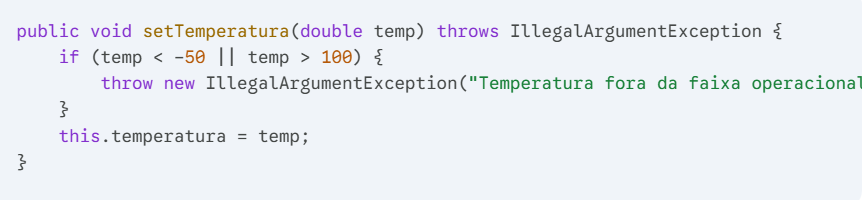 public void setTemperatura(double temp) throws IllegalArgumentException {
    if (temp < -50 || temp > 100) {
        throw new IllegalArgumentException("Temperatura fora da faixa operacional
    }
    this.temperatura = temp;
}